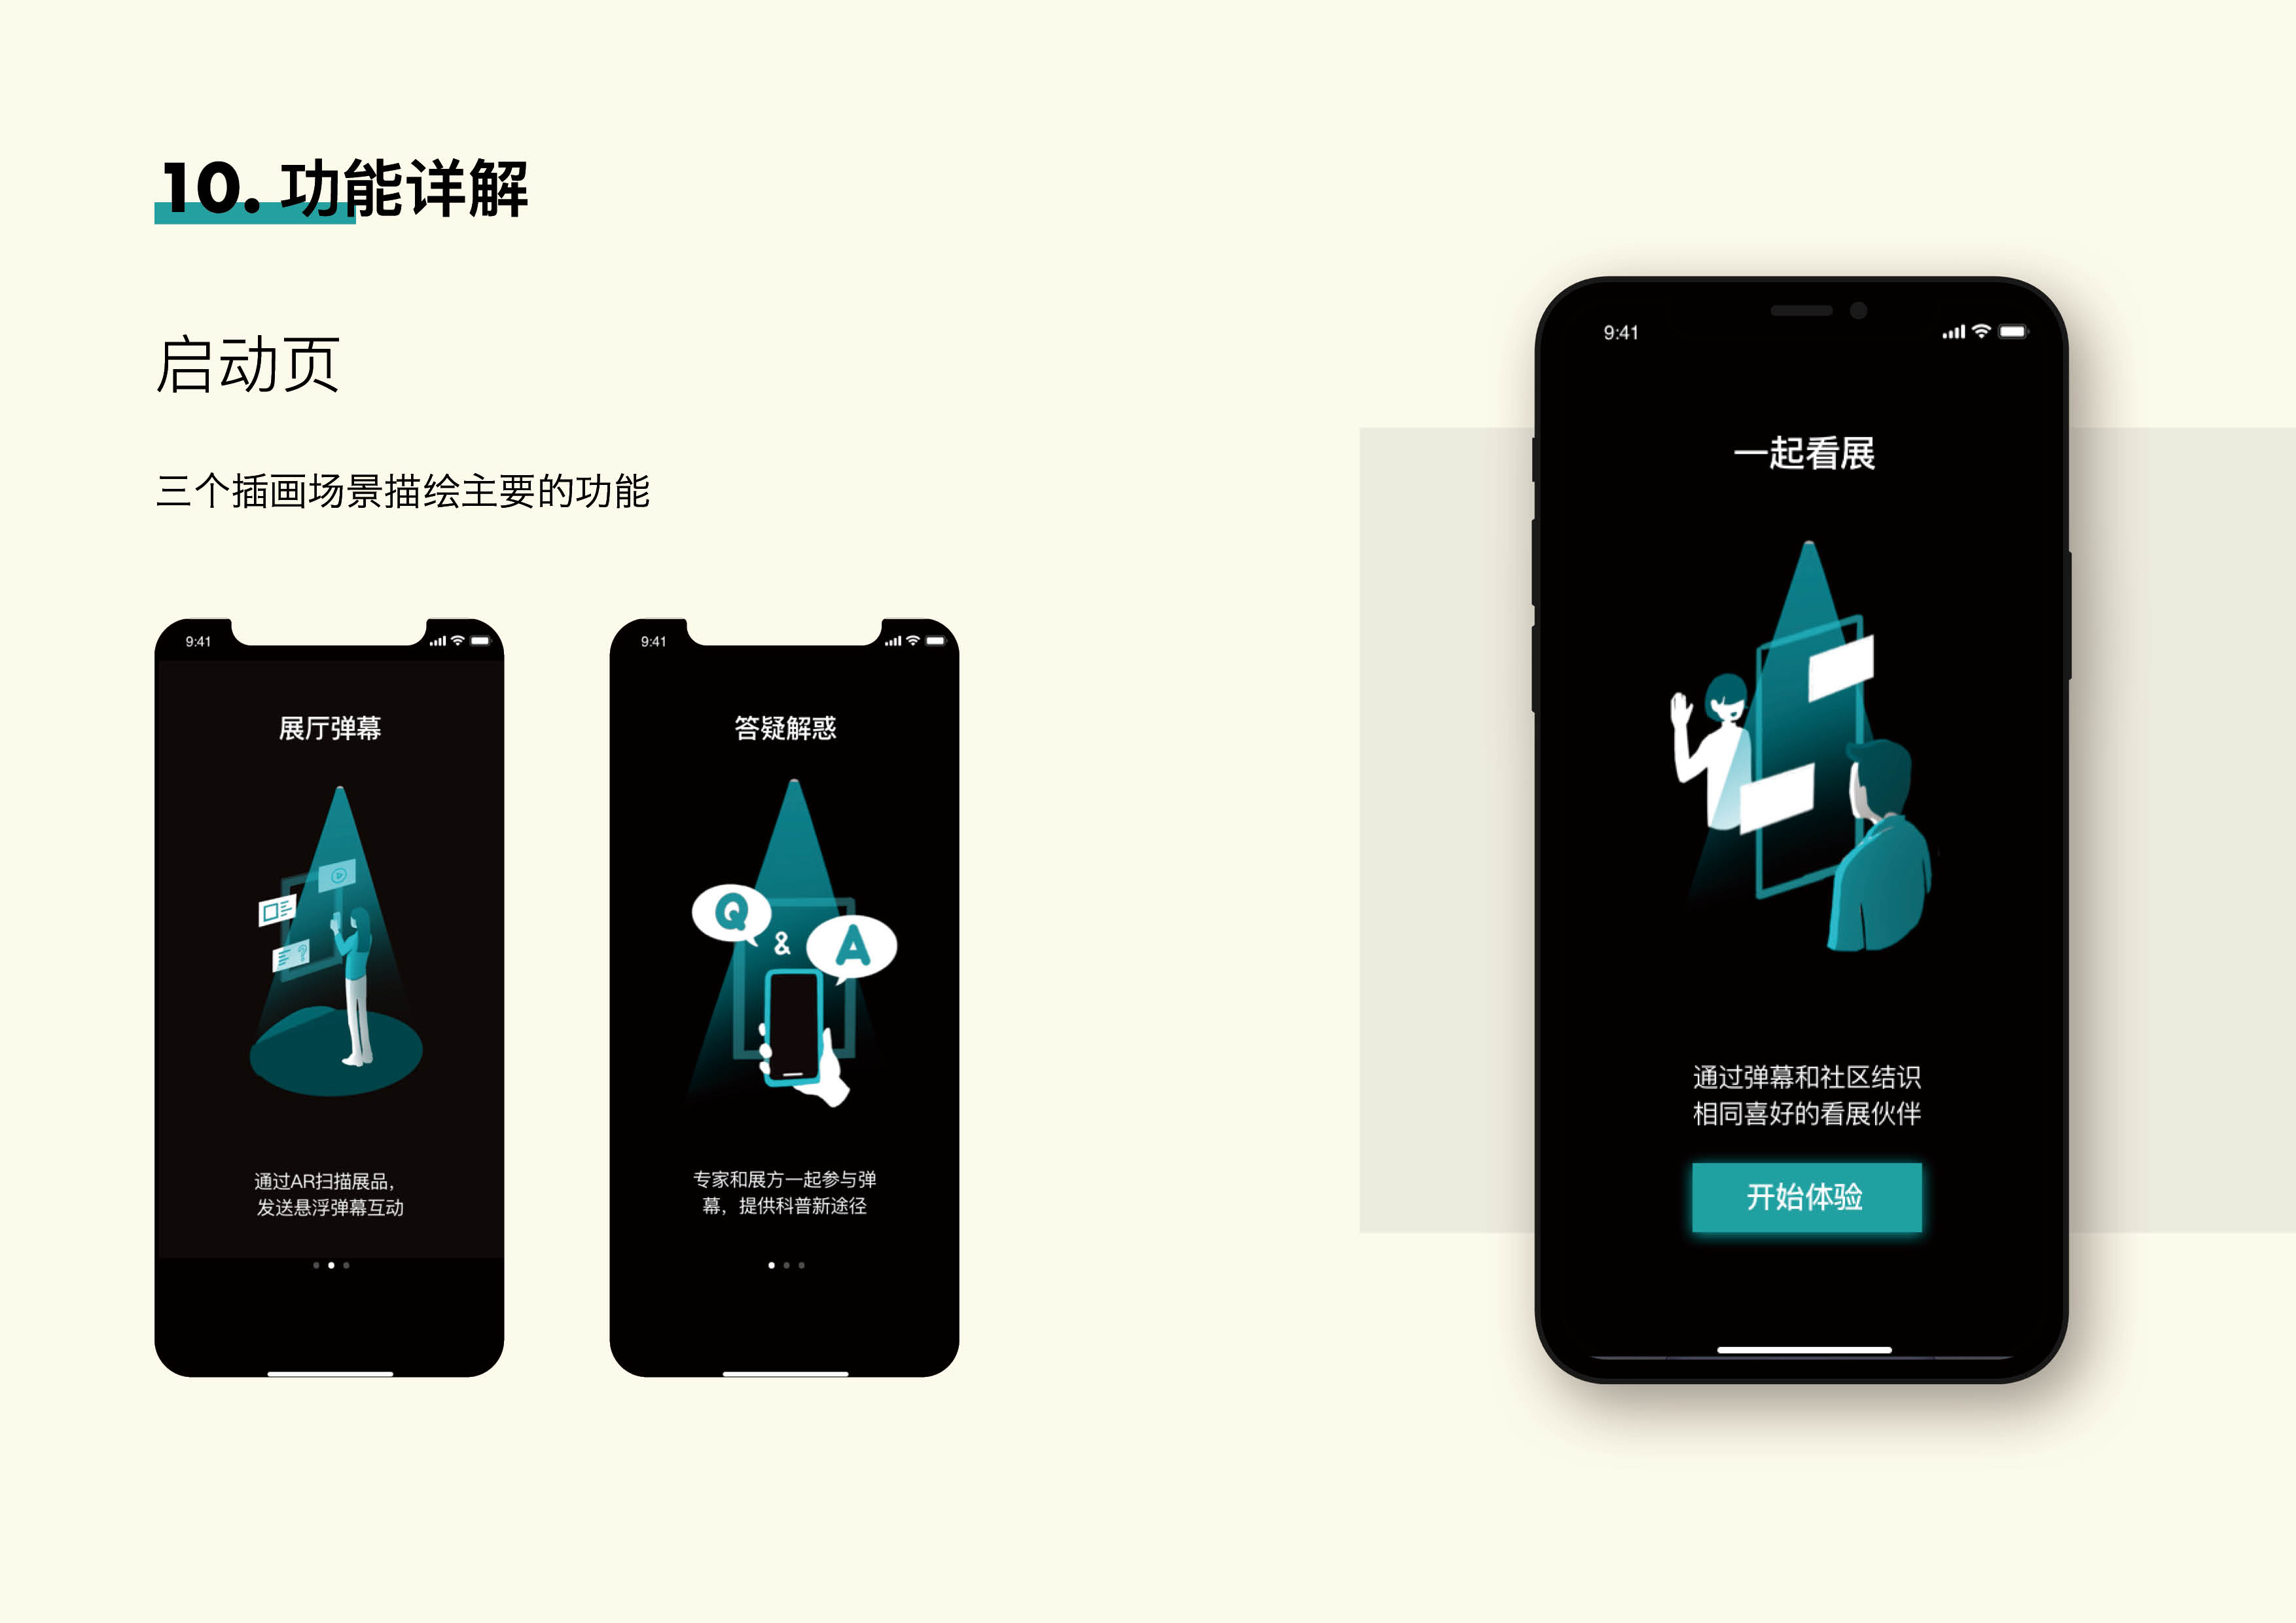 10. 功能详解
启动页
三个插画场景描绘主要的功能
9:41
展厅弹幕
通过AR扫描展品，
发送悬浮弹幕互动
9:41
答疑解惑
Q
&
A
专家和展方一起参与弹
幕，提供科普新途径
9:41
一起看展
通过弹幕和社区结识
相同喜好的看展伙伴
开始体验